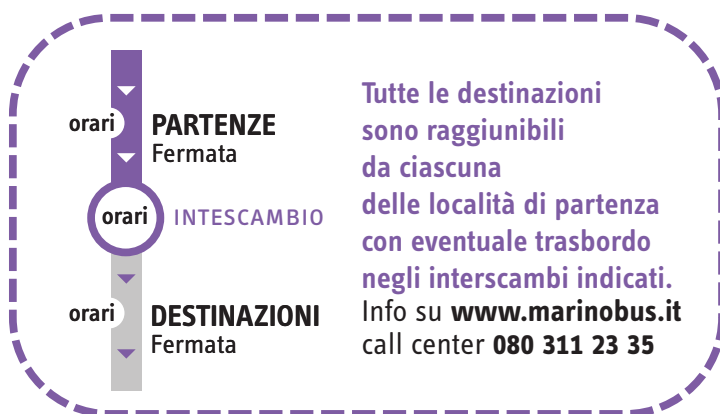 orari PARTENZE
Fermata
orari INTESCAMBIO
orari DESTINAZIONI
Fermata
Tutte le destinazioni
sono raggiunibili
da ciascuna
delle località di partenza
con eventuale trasbordo
negli interscambi indicati.
Info su www.marinobus.it
call center 080 311 23 35